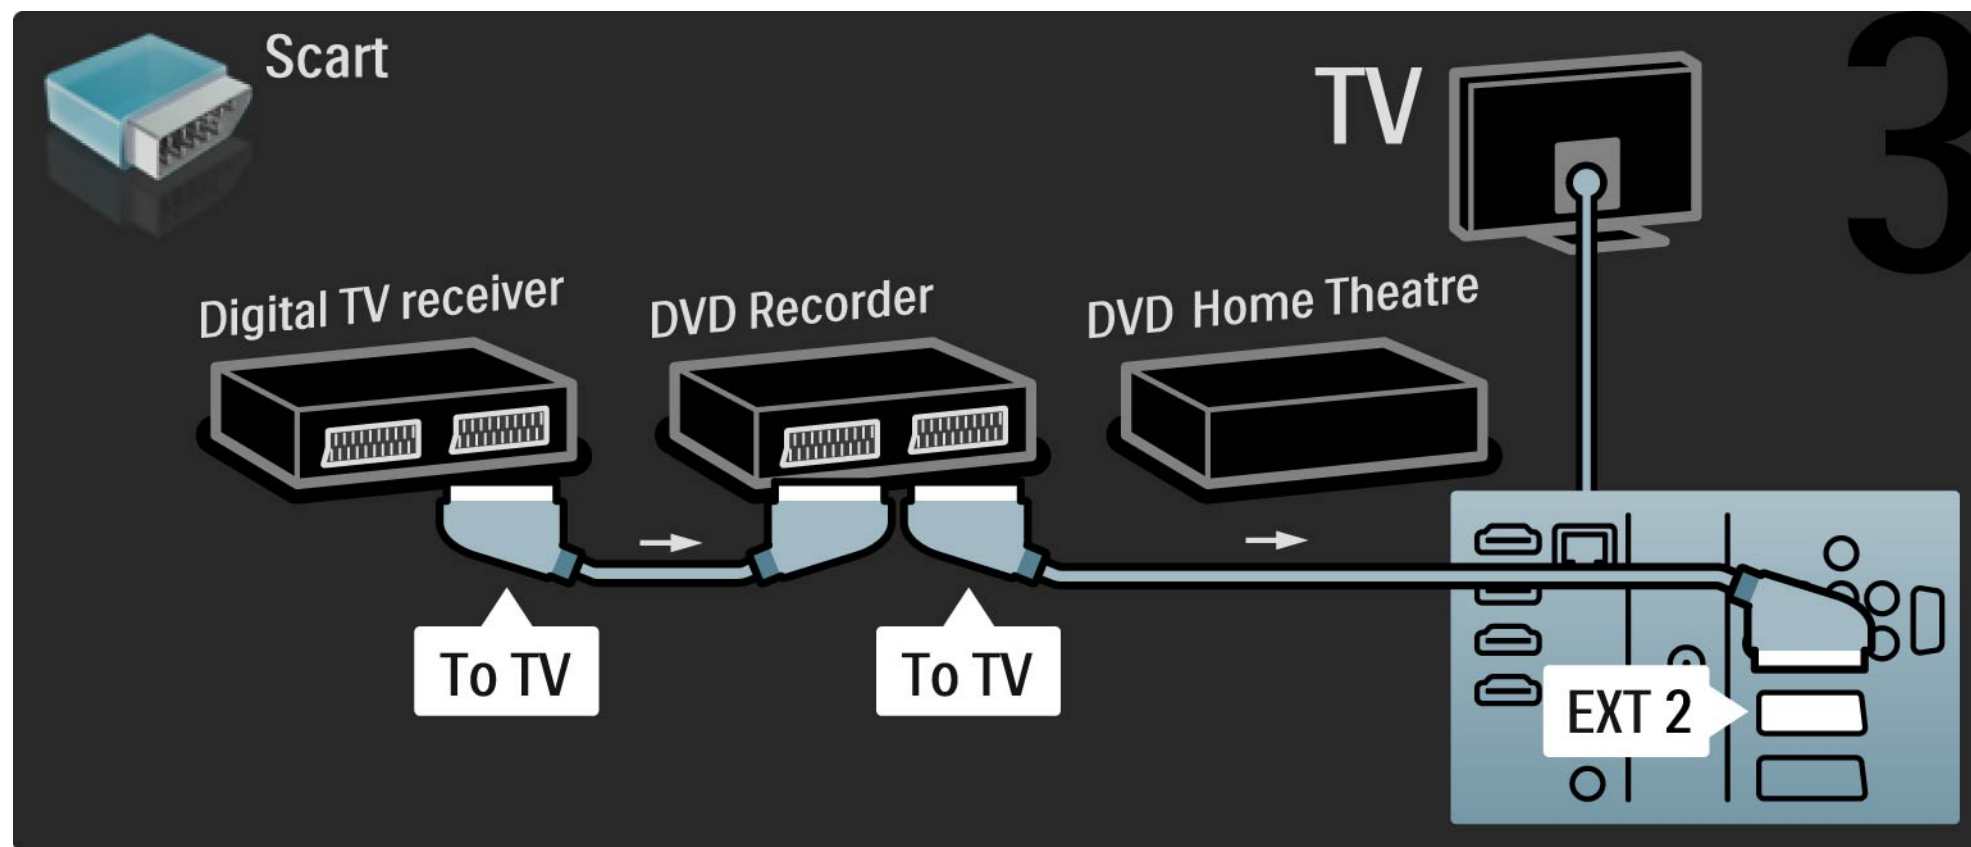 Scart
TV
3
Digital TV receiver
DVD Recorder
DVD Home Theatre
To TV
To TV
EXT 2